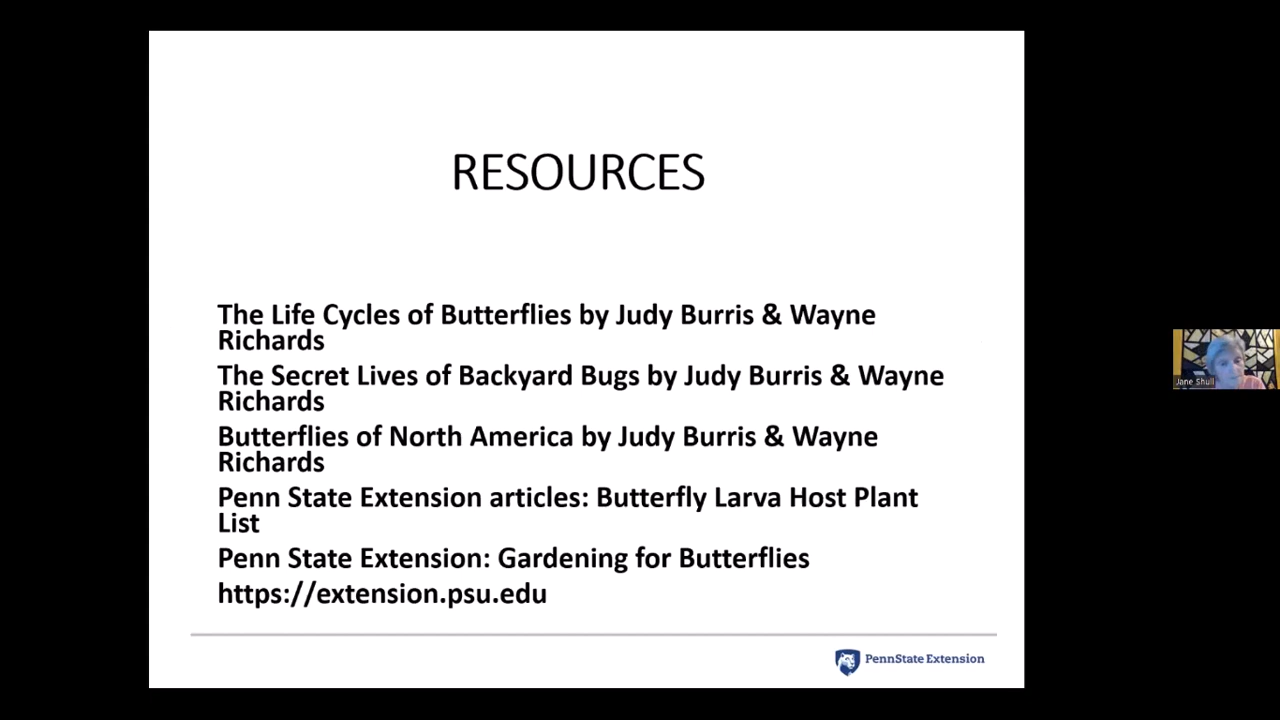 RESOURCES
The Life Cycles of Butterflies by Judy Burris & Wayne
Richards
The Secret Lives of Backyard Bugs by Judy Burris & Wayne
Richards
Butterflies of North America by Judy Burris & Wayne
Richards
Penn State Extension articles: Butterfly Larva Host Plant
List
Penn State Extension: Gardening for Butterflies
https://extension.psu.edu
PennState Extension
Jane Shull